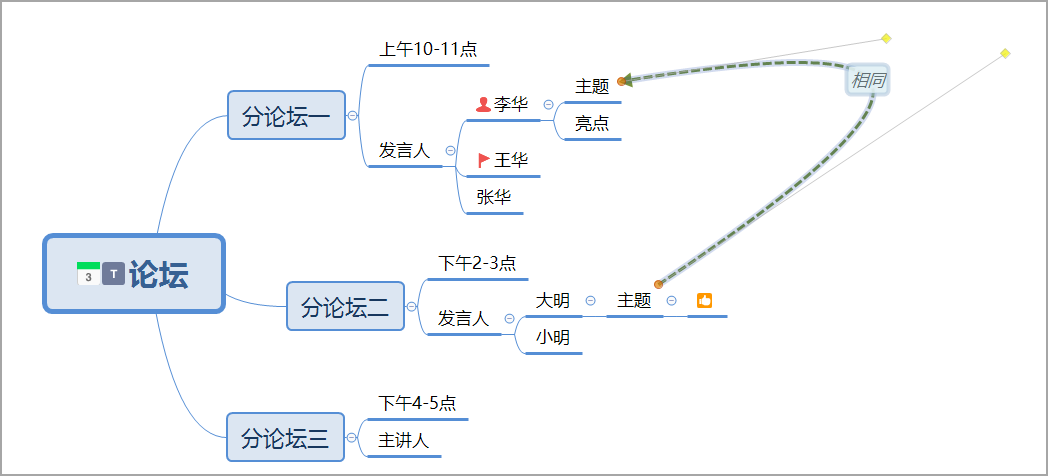 3 T 论坛
分论坛一
上午10-11点
发言人
李华
主题
亮点
王华
张华
相同
分论坛二
下午2-3点
发言人
大明
主题
小明
分论坛三
下午4-5点
主讲人